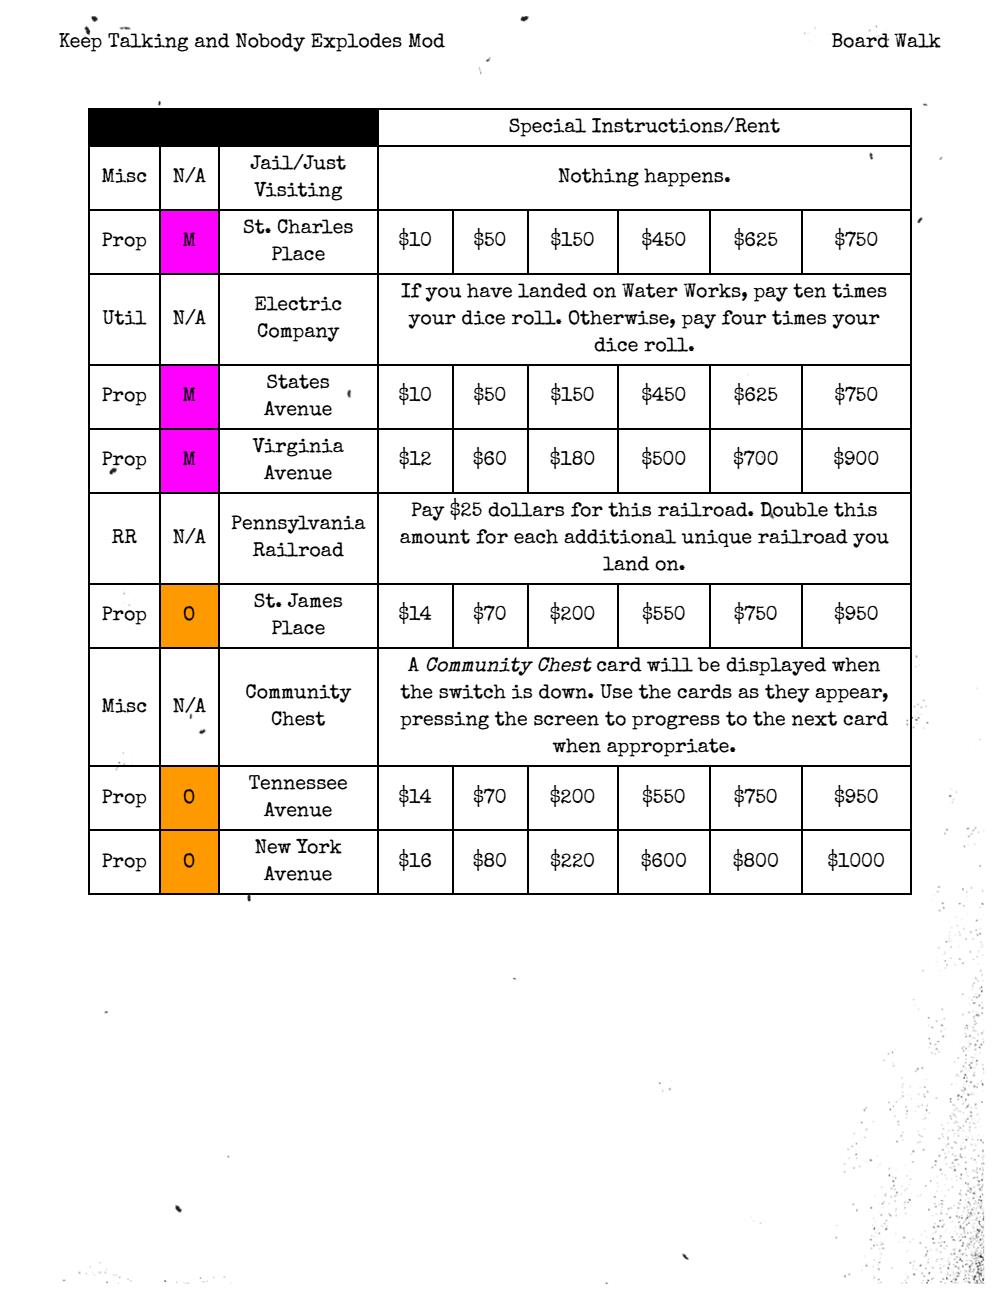 Keep Talking and Nobody Explodes Mod
Board Walk
Special Instructions/Rent
Misc N/A Jail/Just Visiting Nothing happens.
Prop M St. Charles Place $10 $50 $150 $450 $625 $750
Util N/A Electric Company If you have landed on Water Works, pay ten times
your dice roll. Otherwise, pay four times your
dice roll.
Prop M States Avenue $10 $50 $150 $450 $625 $750
Prop M Virginia Avenue $12 $60 $180 $500 $700 $900
RR N/A Pennsylvania Railroad Pay $25 dollars for this railroad. Double this
amount for each additional unique railroad you
land on.
Prop O St. James Place $14 $70 $200 $550 $750 $950
Misc N/A Community Chest A Community Chest card will be displayed when
the switch is down. Use the cards as they appear,
pressing the screen to progress to the next card
when appropriate.
Prop O Tennessee Avenue $14 $70 $200 $550 $750 $950
Prop O New York Avenue $16 $80 $220 $600 $800 $1000